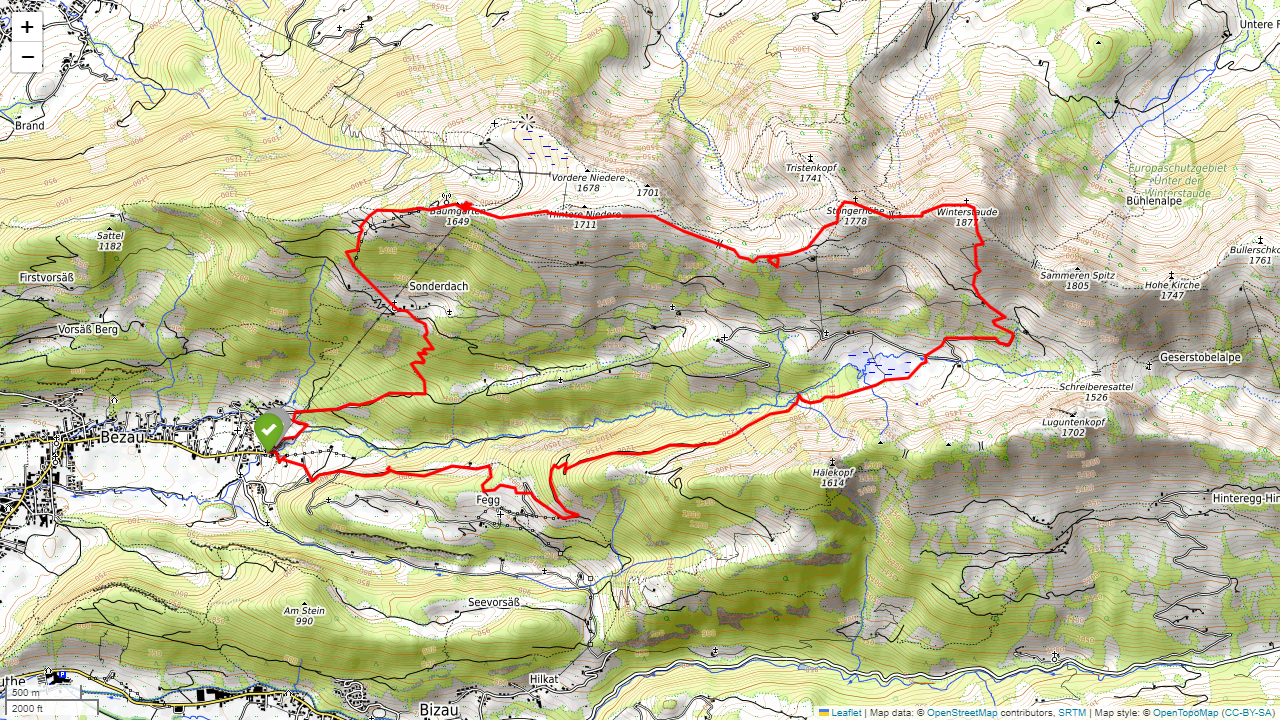 +
−
Brand
Untere
Vordere Niedere
1678
1701
Tristenkopf
1741
Europaschutzgebiet
Unter der
Winterstaude
Bühlenalpe
Baumgarten
1649
Hintere Niedere
1711
Stongerhöhe
1778
Winterstaude
1877
Sattel
1182
Bullerschko
1761
Firstvorsäß
Sonderdach
Sammeren Spitz
1805
Hohe Kirche
1747
Vorsäß Berg
Geserstobelalpe
Schreiberesattel
1526
Bezau
Luguntenkopf
1702
Hälekopf
1614
Fegg
Hinteregg-Hin
Seevorsäß
Am Stein
990
Hilkat
Bizau
500 m
2000 ft
Leaflet | Map data: © OpenStreetMap contributors, SRTM | Map style: © OpenTopoMap (CC-BY-SA)